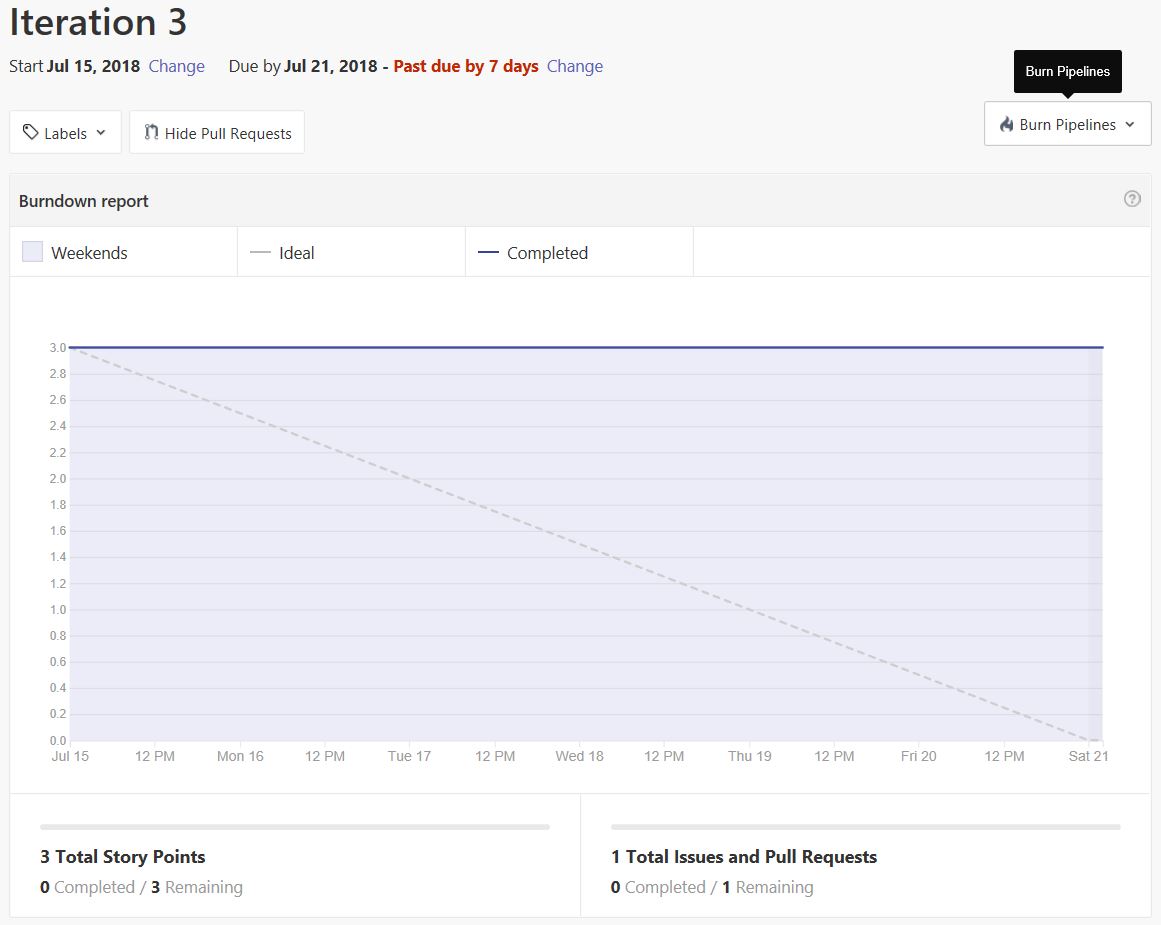 Iteration 3
Start Jul 15, 2018 Change Due by Jul 21, 2018 - Past due by 7 days Change
Burn Pipelines
Labels Hide Pull Requests Burn Pipelines
Burndown report ?
Weekends Ideal Completed
3.0
2.8
2.6
2.4
2.2
2.0
1.8
1.6
1.4
1.2
1.0
0.8
0.6
0.4
0.2
0.0
Jul 15 12 PM Mon 16 12 PM Tue 17 12 PM Wed 18 12 PM Thu 19 12 PM Fri 20 12 PM Sat 21
3 Total Story Points
0 Completed / 3 Remaining
1 Total Issues and Pull Requests
0 Completed / 1 Remaining